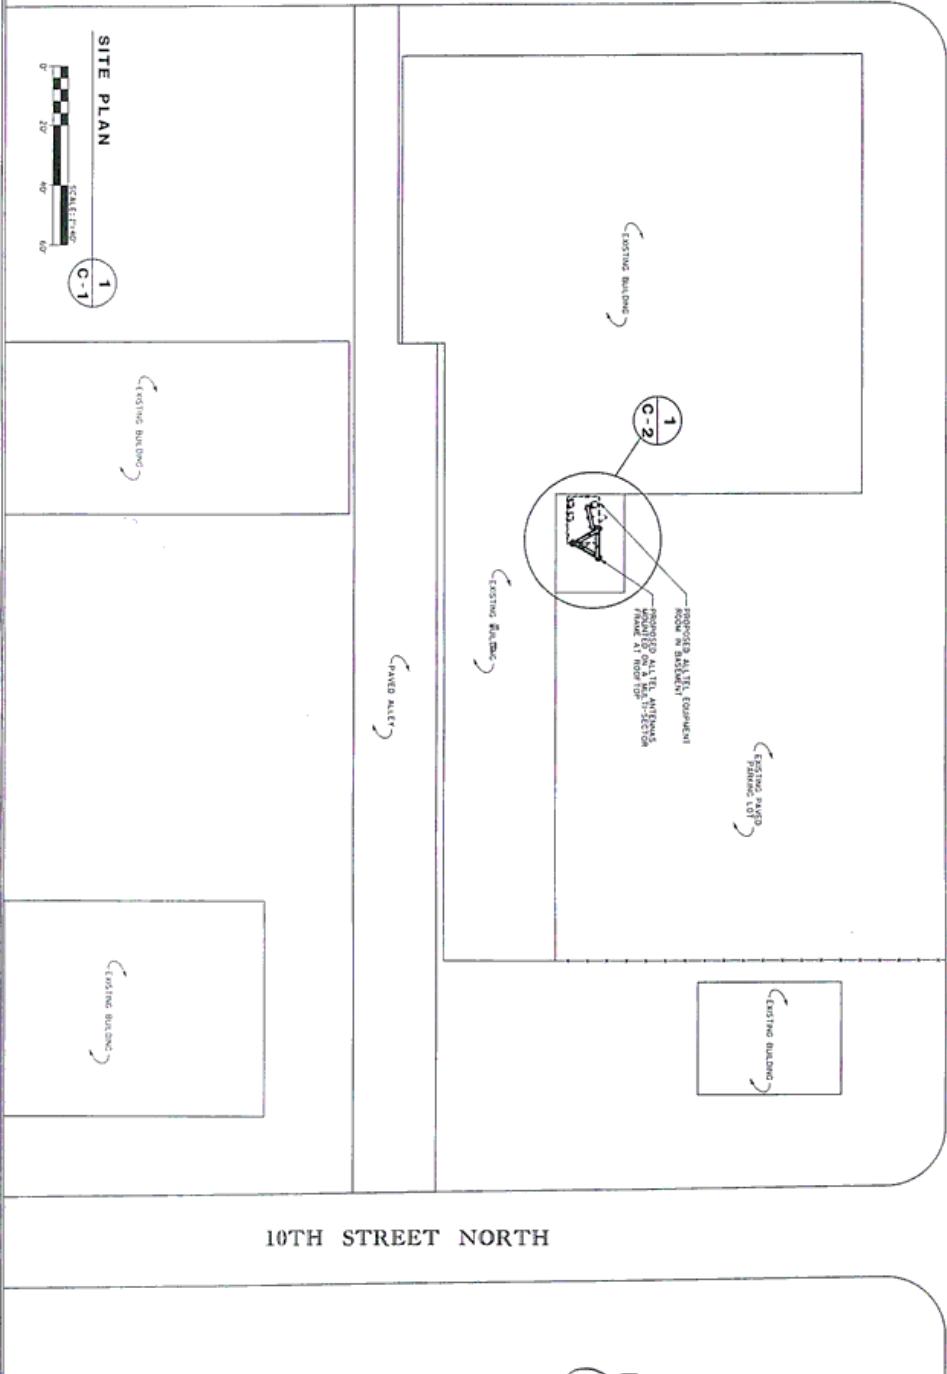 SITE PLAN
SCALE: 1"=40'
0'
20'
40'
60'
1
C-1
EXISTING BUILDING
1
C-2
EXISTING BUILDING
EXISTING BUILDING
PROPOSED ALLTEL EQUIPMENT
ROOM IN BASEMENT
PROPOSED ALLTEL ANTENNAS
MOUNTED ON A MULTI-SECTOR
FRAME AT ROOFTOP
PAVED ALLEY
EXISTING PAVED
PARKING LOT
EXISTING BUILDING
EXISTING BUILDING
10TH STREET NORTH